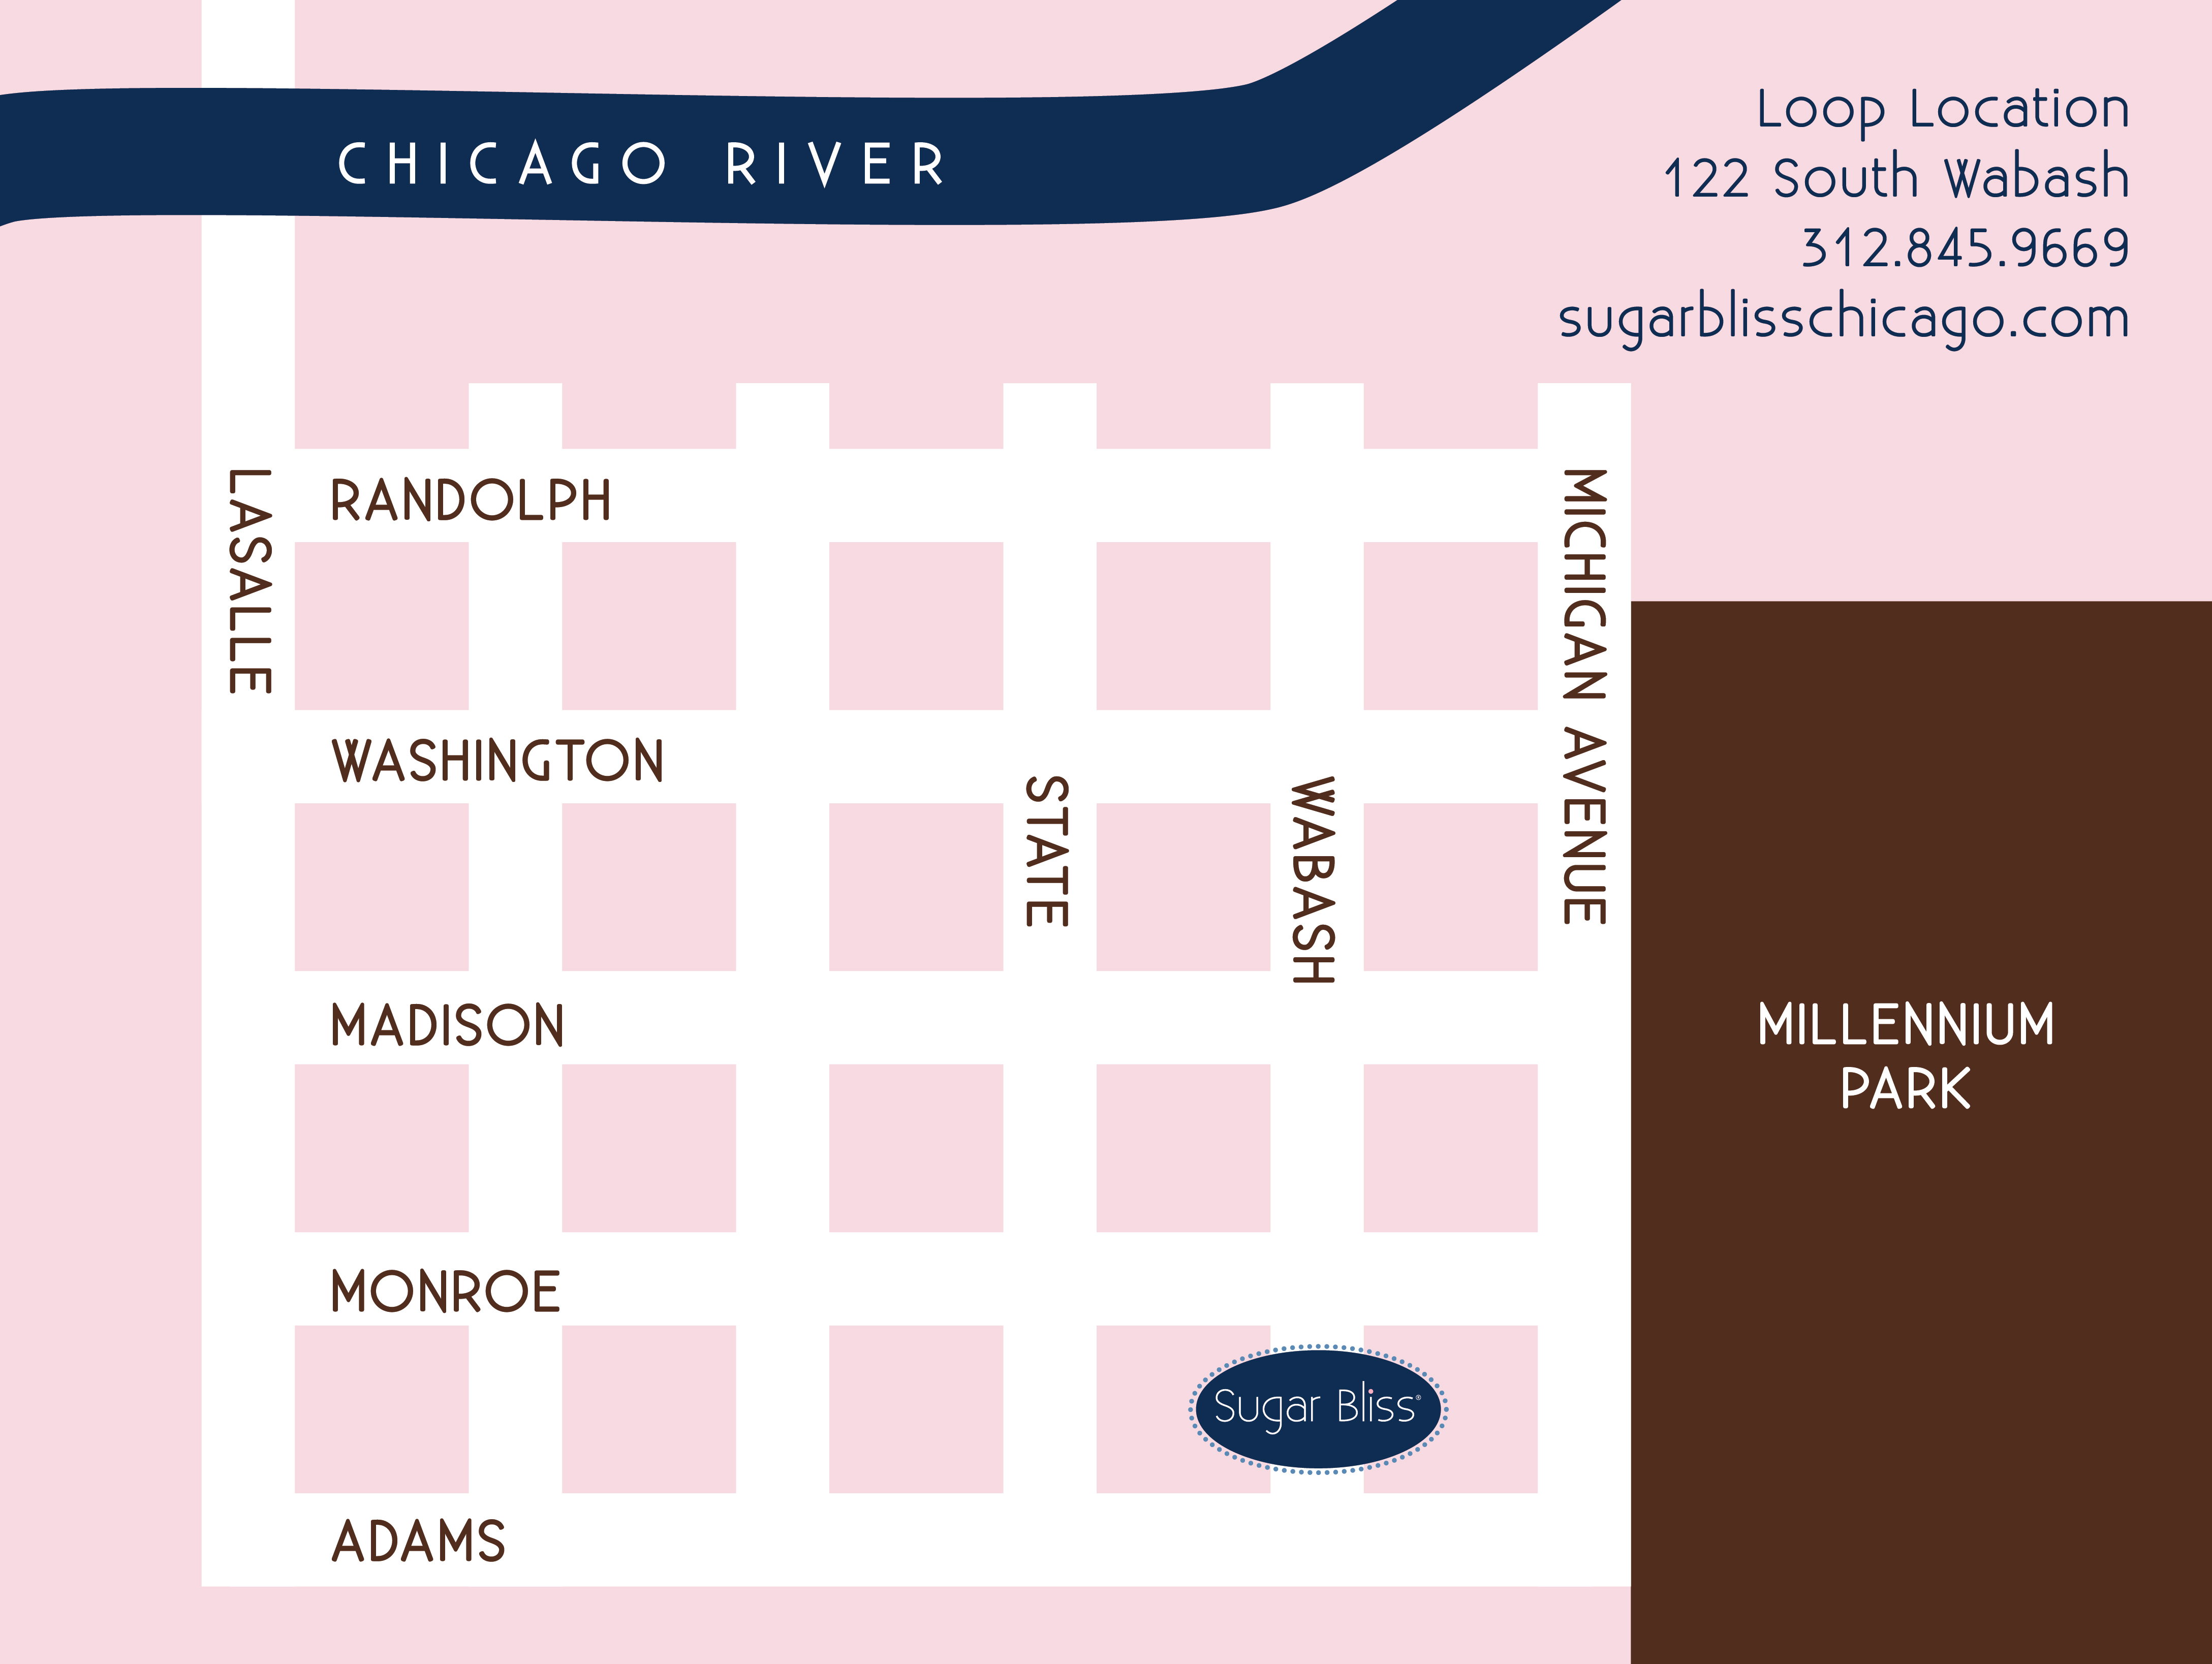 CHICAGO RIVER
Loop Location
122 South Wabash
312.845.9669
sugarblisschicago.com
LASALLE
RANDOLPH
MICHIGAN AVENUE
WASHINGTON
STATE
WABASH
MADISON
MILLENNIUM
PARK
MONROE
Sugar Bliss®
ADAMS